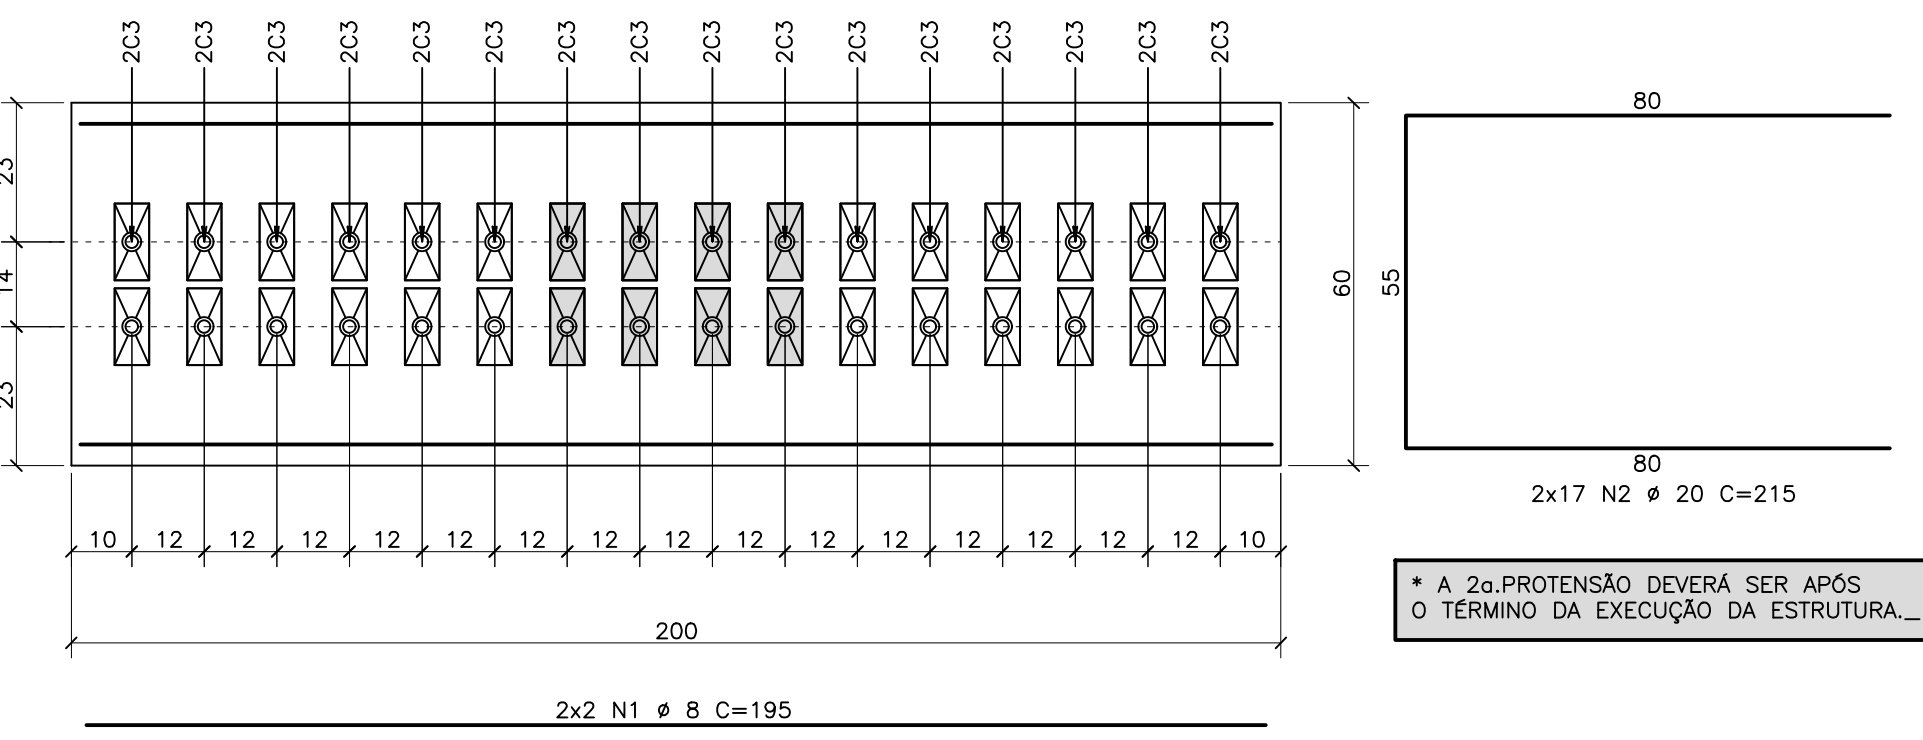 2C3 2C3 2C3 2C3 2C3 2C3 2C3 2C3 2C3 2C3 2C3 2C3 2C3 2C3 2C3 2C3
80
23
14
23
60
55
80
2x17 N2 ø 20 C=215
10 12 12 12 12 12 12 12 12 12 12 12 12 12 12 12 10
* A 2a.PROTENSÃO DEVERÁ SER APÓS
O TÉRMINO DA EXECUÇÃO DA ESTRUTURA._
200
2x2 N1 ø 8 C=195